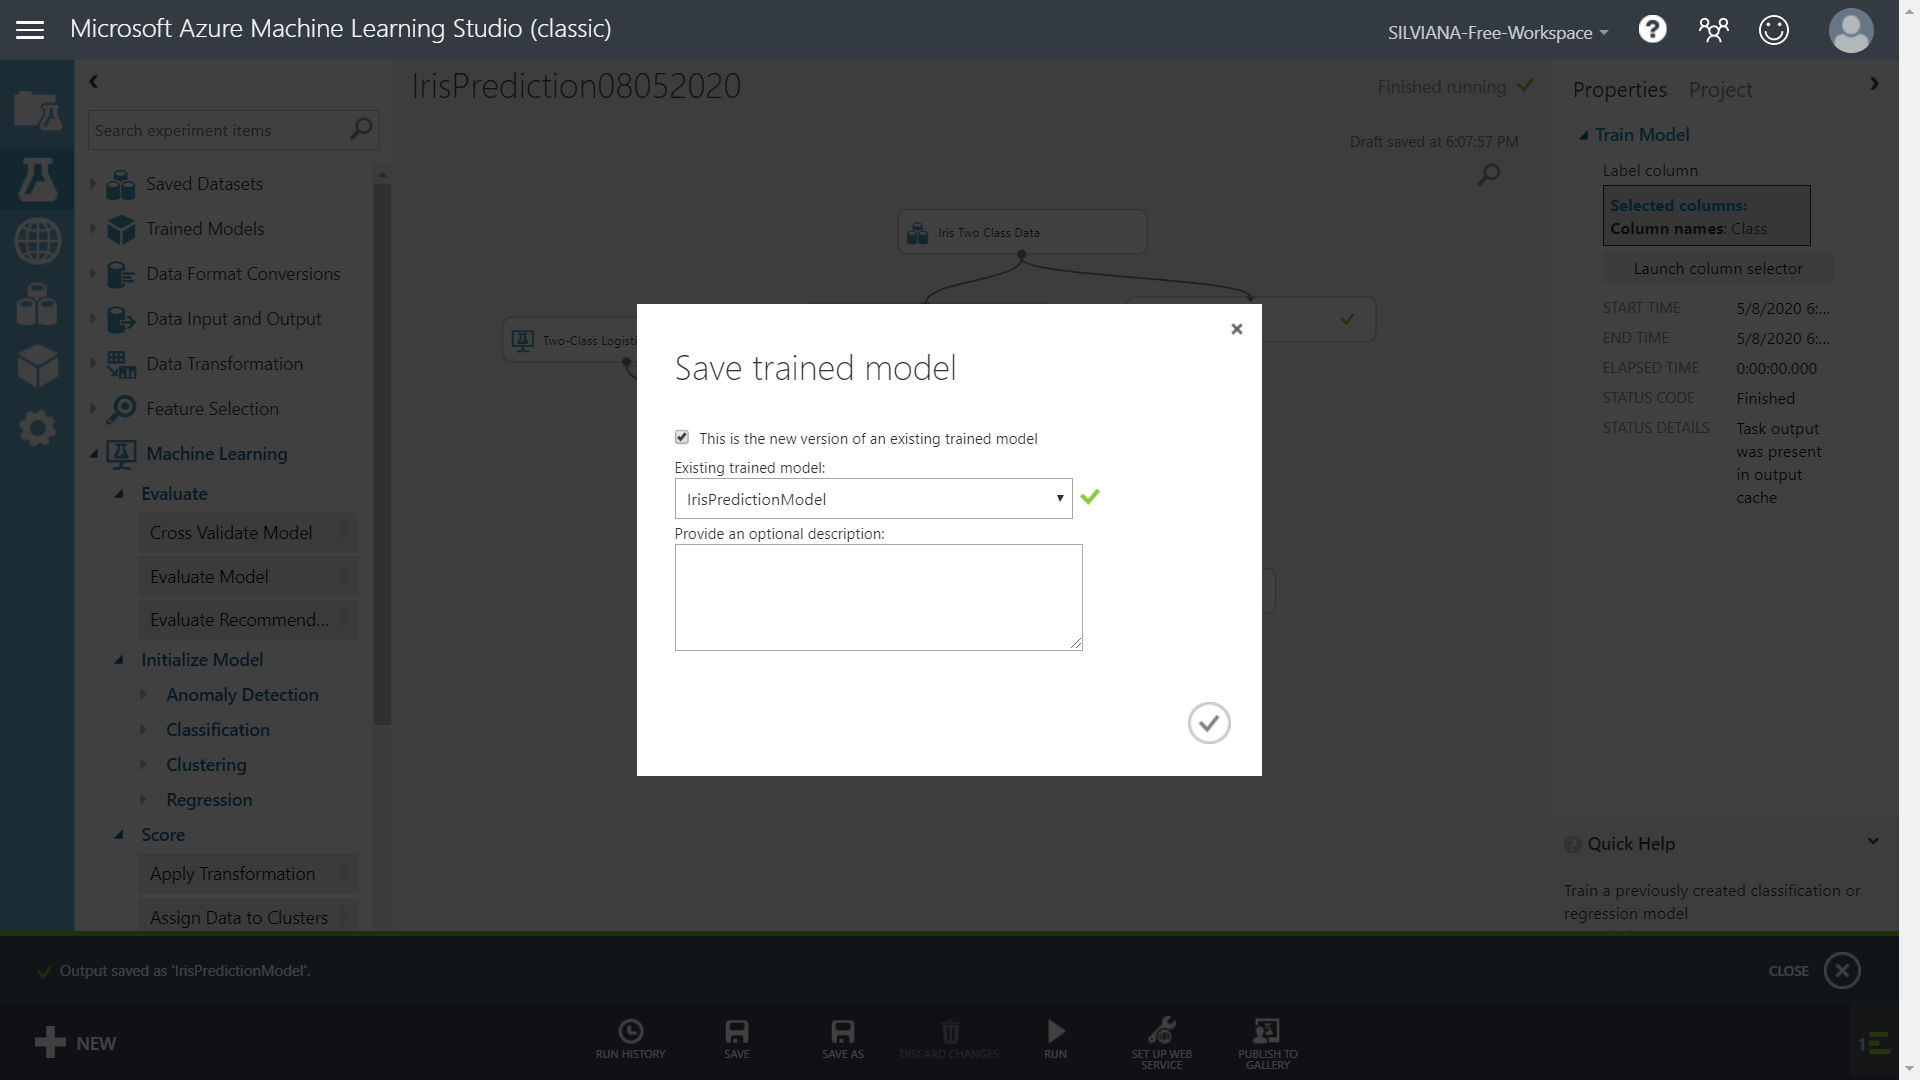 Microsoft Azure Machine Learning Studio (classic)
SILVIANA-Free-Workspace
Search experiment items
Saved Datasets
Trained Models
Data Format Conversions
Data Input and Output
Data Transformation
Feature Selection
Machine Learning
Evaluate
Cross Validate Model
Evaluate Model
Evaluate Recommend...
Initialize Model
Anomaly Detection
Classification
Clustering
Regression
Score
Apply Transformation
Assign Data to Clusters
IrisPrediction08052020
Finished running
Draft saved at 6:07:57 PM
Iris Two Class Data
Two-Class Logisti
Save trained model
This is the new version of an existing trained model
Existing trained model:
IrisPredictionModel
Provide an optional description:
Properties Project
Train Model
Label column
Selected columns:
Column names: Class
Launch column selector
START TIME 5/8/2020 6:...
END TIME 5/8/2020 6:...
ELAPSED TIME 0:00:00.000
STATUS CODE Finished
STATUS DETAILS Task output
was present
in output
cache
Quick Help
Train a previously created classification or
regression model
Output saved as 'IrisPredictionModel'.
CLOSE
NEW
RUN HISTORY
SAVE
SAVE AS
DISCARD CHANGES
RUN
SET UP WEB
SERVICE
PUBLISH TO
GALLERY
1